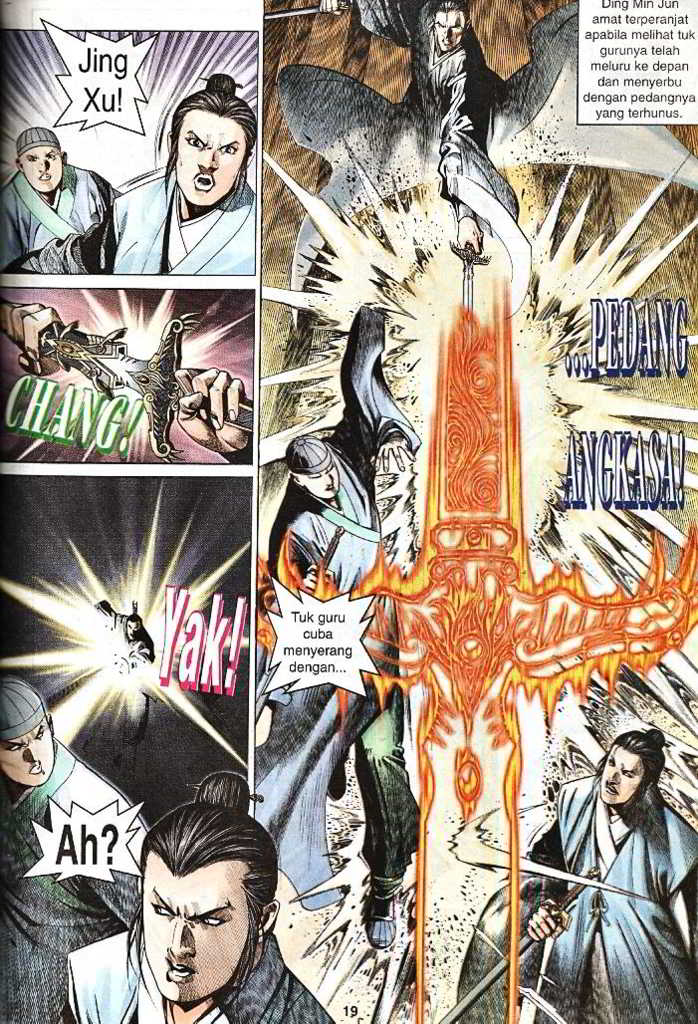 Jing
Xu!
CHANG!
Yak!
Ah?
Ding Min Jun
amat terperanjat
apabila melihat tuk
gurunya telah
meluru ke depan
dan menyerbu
dengan pedangnya
yang terhunus.
Tuk guru
cuba
menyerang
dengan...
...PEDANG
ANGKASA!
19